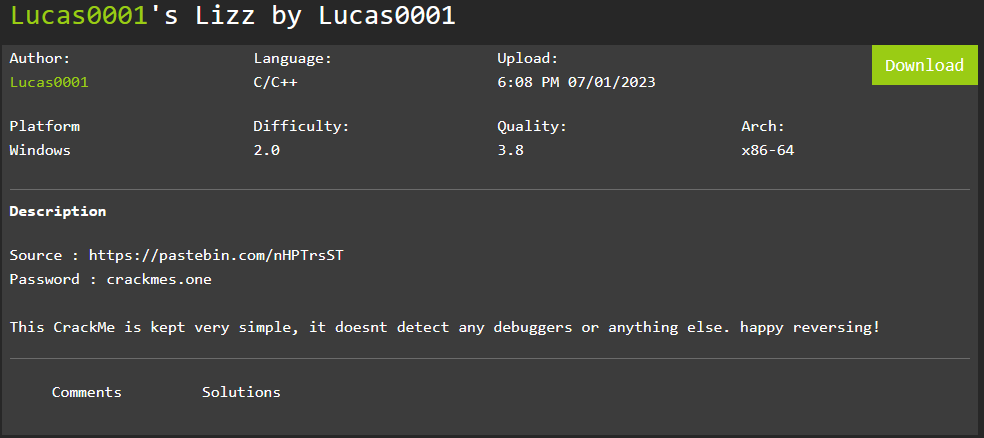 Lucas0001's Lizz by Lucas0001
Author: Language: Upload: Download
Lucas0001 C/C++ 6:08 PM 07/01/2023
Platform Difficulty: Quality: Arch:
Windows 2.0 3.8 x86-64
Description
Source : https://pastebin.com/nHPTrsST
Password : crackmes.one
This CrackMe is kept very simple, it doesnt detect any debuggers or anything else. happy reversing!
Comments Solutions